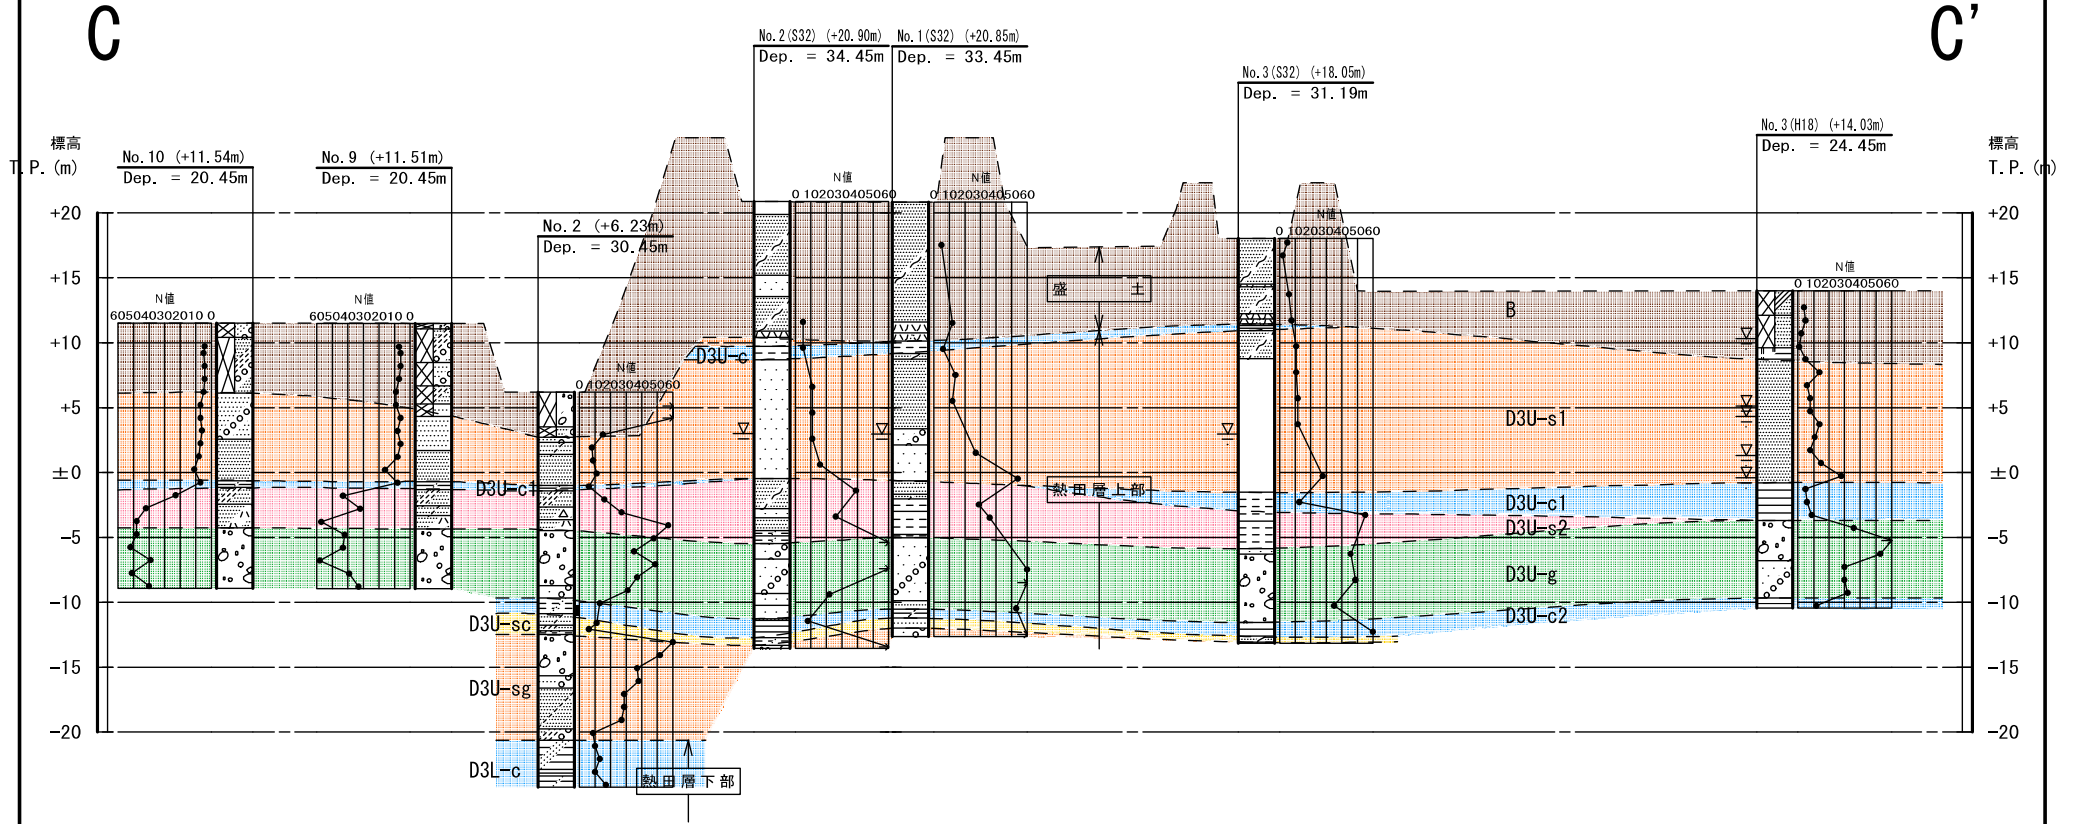 C
C'
No.2(S32) (+20.90m)
Dep. = 34.45m
No.1(S32) (+20.85m)
Dep. = 33.45m
No.3(S32) (+18.05m)
Dep. = 31.19m
No.3(H18) (+14.03m)
Dep. = 24.45m
標高
T.P.(m)
No.10 (+11.54m)
Dep. = 20.45m
No.9 (+11.51m)
Dep. = 20.45m
No.2 (+6.23m)
Dep. = 30.45m
標高
T.P.(m)
N値
0 102030405060
N値
0 102030405060
N値
0 102030405060
N値
0 102030405060
N値
605040302010 0
N値
605040302010 0
N値
0 102030405060
+20
+15
+10
+5
±0
-5
-10
-15
-20
+20
+15
+10
+5
±0
-5
-10
-15
-20
盛土
B
D3U-c
D3U-s1
D3U-c1
熱田層上部
D3U-c1
D3U-s2
D3U-g
D3U-c2
D3U-sc
D3U-sg
D3L-c
熱田層下部